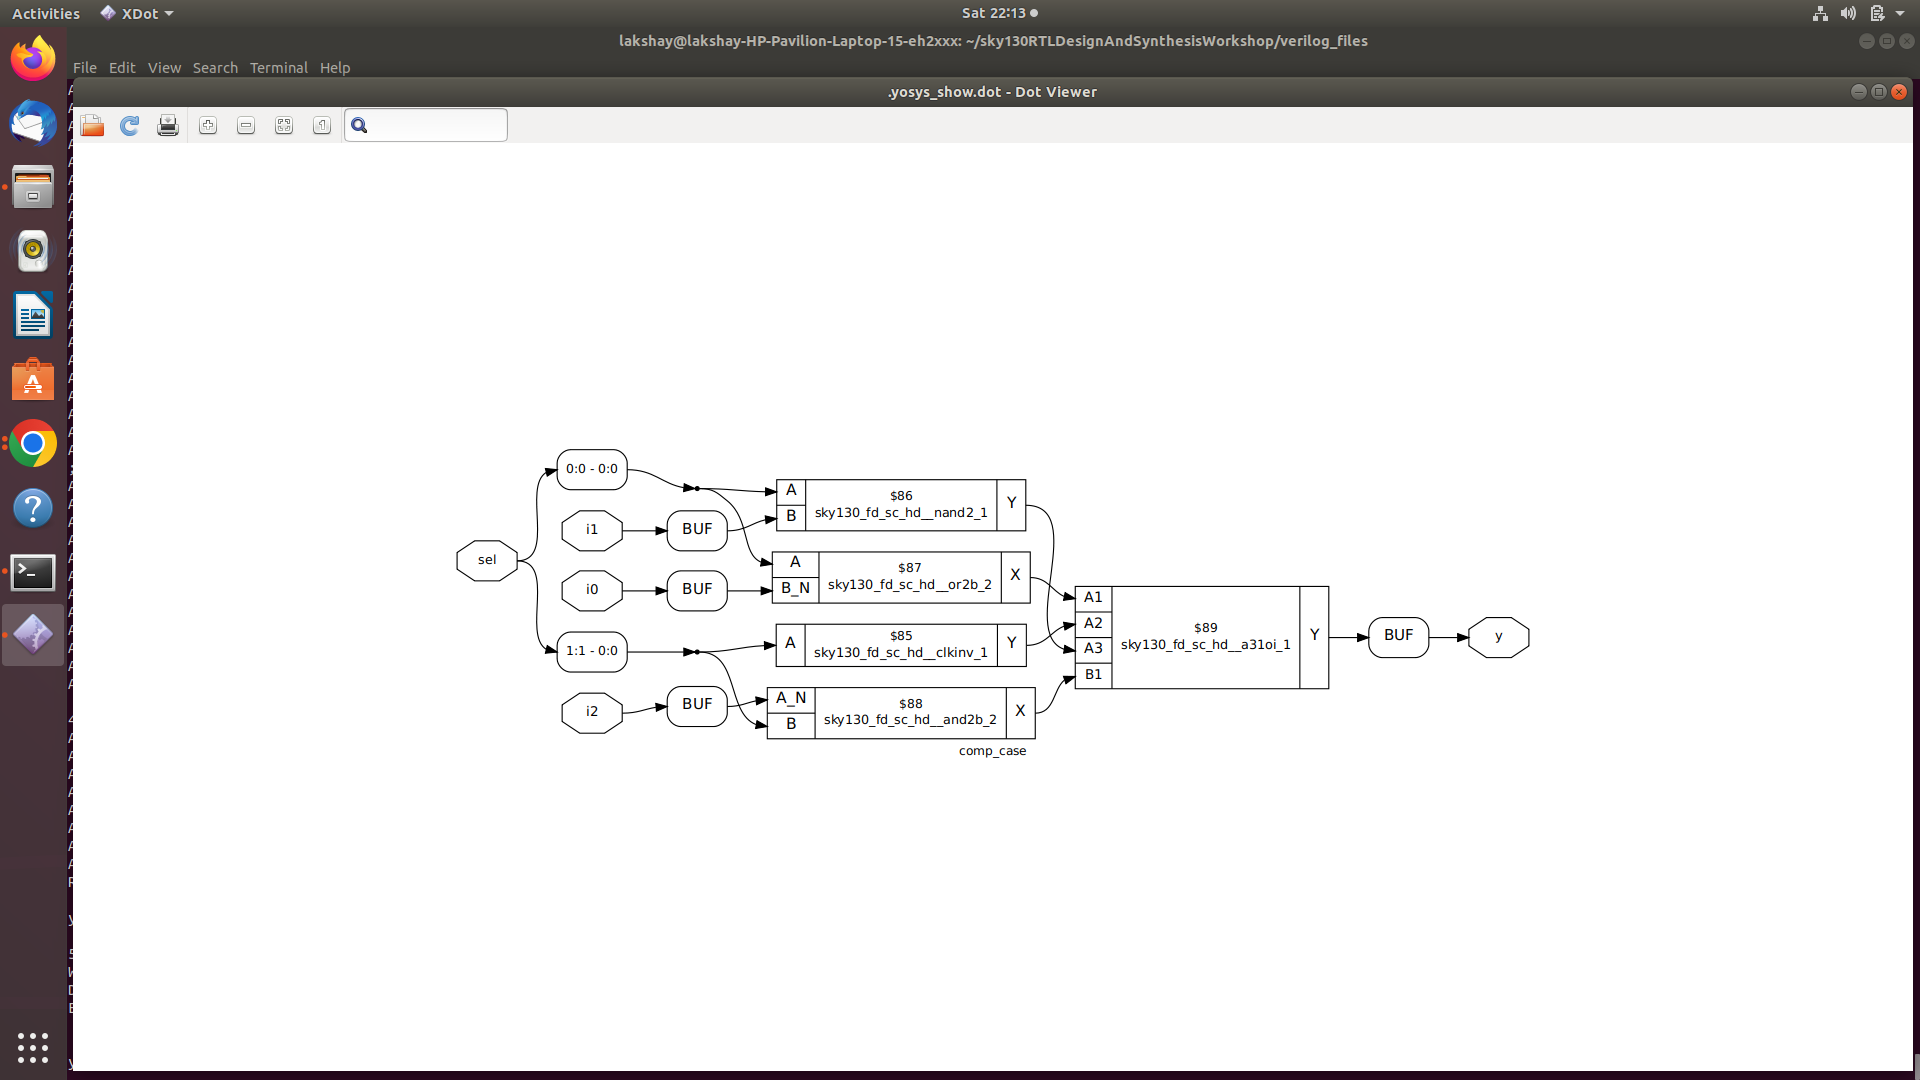 Activities
XDot
Sat 22:13
lakshay@lakshay-HP-Pavilion-Laptop-15-eh2xxx: ~/sky130RTLDesignAndSynthesisWorkshop/verilog_files
File Edit View Search Terminal Help
.yosys_show.dot - Dot Viewer
sel
0:0 - 0:0
i1
BUF
i0
BUF
1:1 - 0:0
i2
BUF
A
B
$86
sky130_fd_sc_hd__nand2_1
Y
A
B_N
$87
sky130_fd_sc_hd__or2b_2
X
A
$85
sky130_fd_sc_hd__clkinv_1
Y
A_N
B
$88
sky130_fd_sc_hd__and2b_2
X
comp_case
A1
A2
A3
B1
$89
sky130_fd_sc_hd__a31oi_1
Y
BUF
y